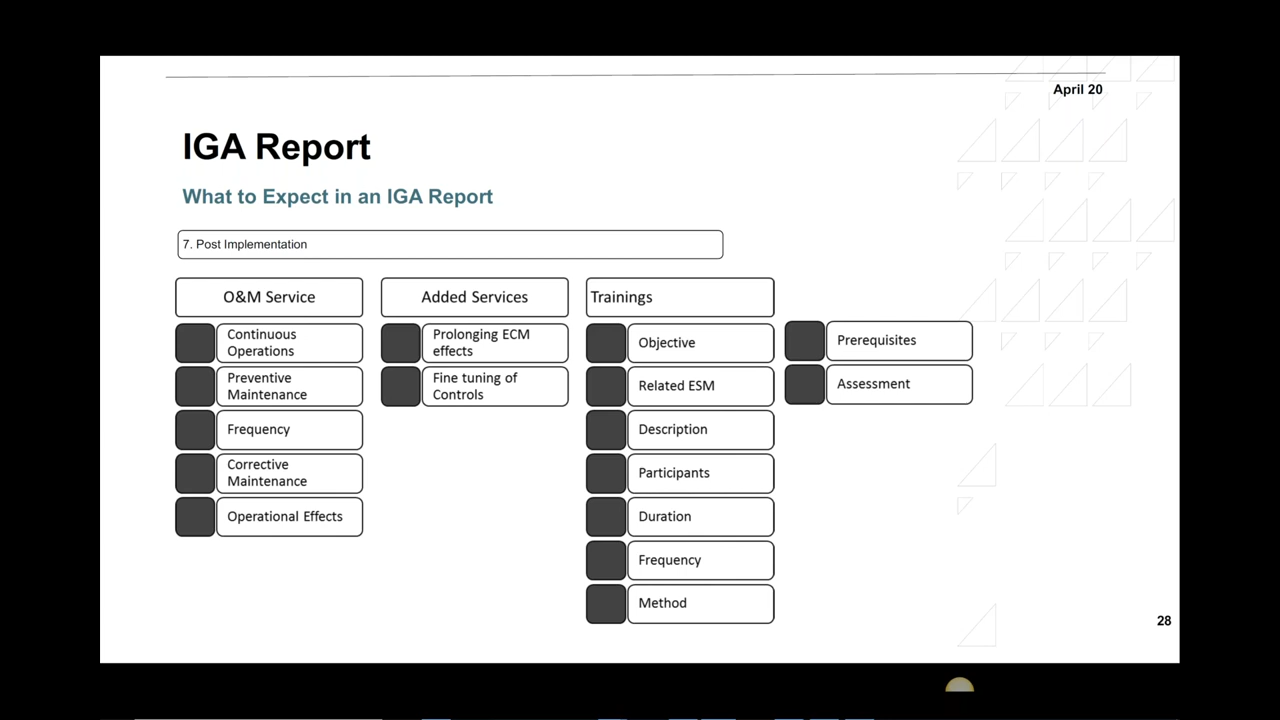 April 20
IGA Report
What to Expect in an IGA Report
7. Post Implementation
O&M Service
Continuous
Operations
Preventive
Maintenance
Frequency
Corrective
Maintenance
Operational Effects
Added Services
Prolonging ECM
effects
Fine tuning of
Controls
Trainings
Objective
Related ESM
Description
Participants
Duration
Frequency
Method
Prerequisites
Assessment
28